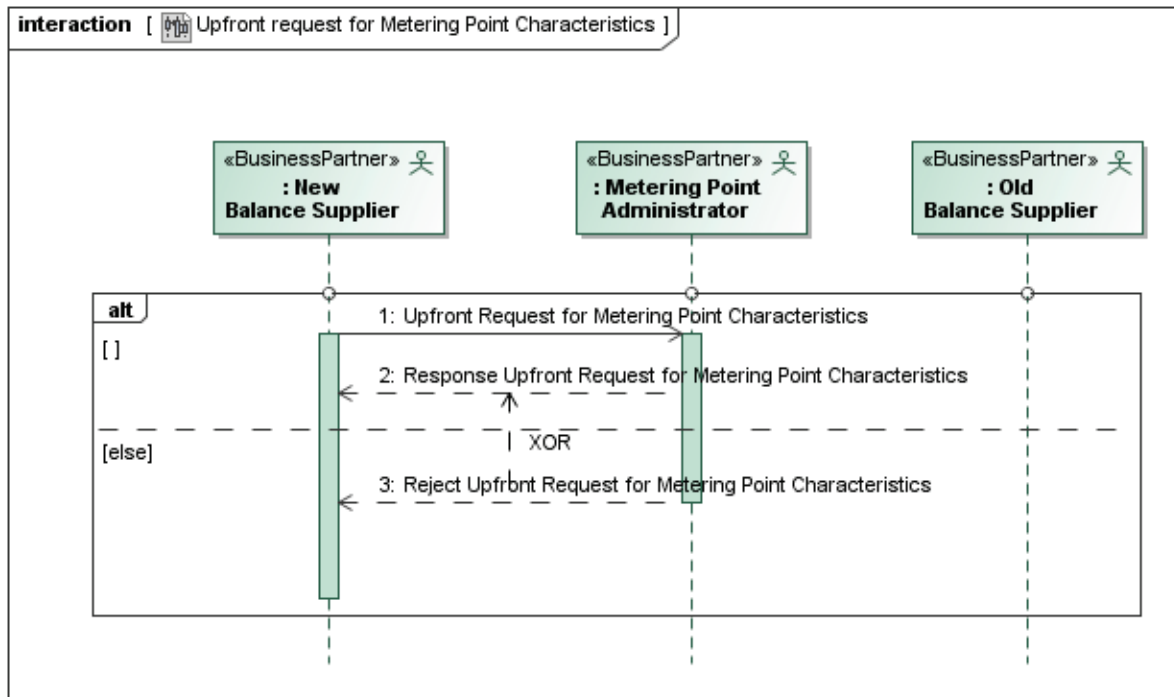 interaction [ Upfront request for Metering Point Characteristics ]
«BusinessPartner»
: New
Balance Supplier
«BusinessPartner»
: Metering Point
Administrator
«BusinessPartner»
: Old
Balance Supplier
alt
1: Upfront Request for Metering Point Characteristics
[ ]
2: Response Upfront Request for Metering Point Characteristics
XOR
[else]
3: Reject Upfront Request for Metering Point Characteristics